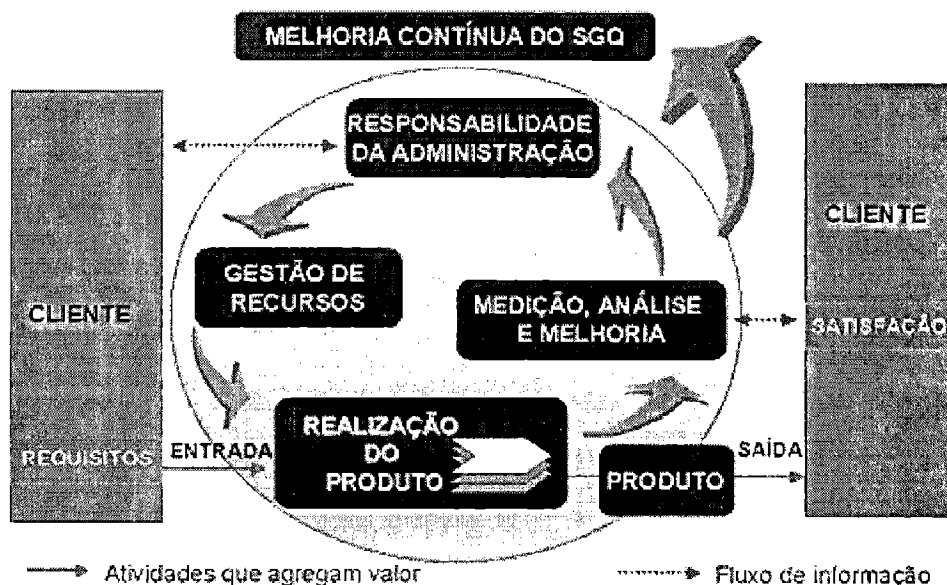 MELHORIA CONTÍNUA DO SGQ
RESPONSABILIDADE
DA ADMINISTRAÇÃO
CLIENTE
GESTÃO DE
RECURSOS
CLIENTE
MEDIÇÃO, ANÁLISE
E MELHORIA
SATISFAÇÃO
REALIZAÇÃO
DO
PRODUTO
REQUISITOS
ENTRADA
PRODUTO
SAÍDA
Atividades que agregam valor
Fluxo de informação